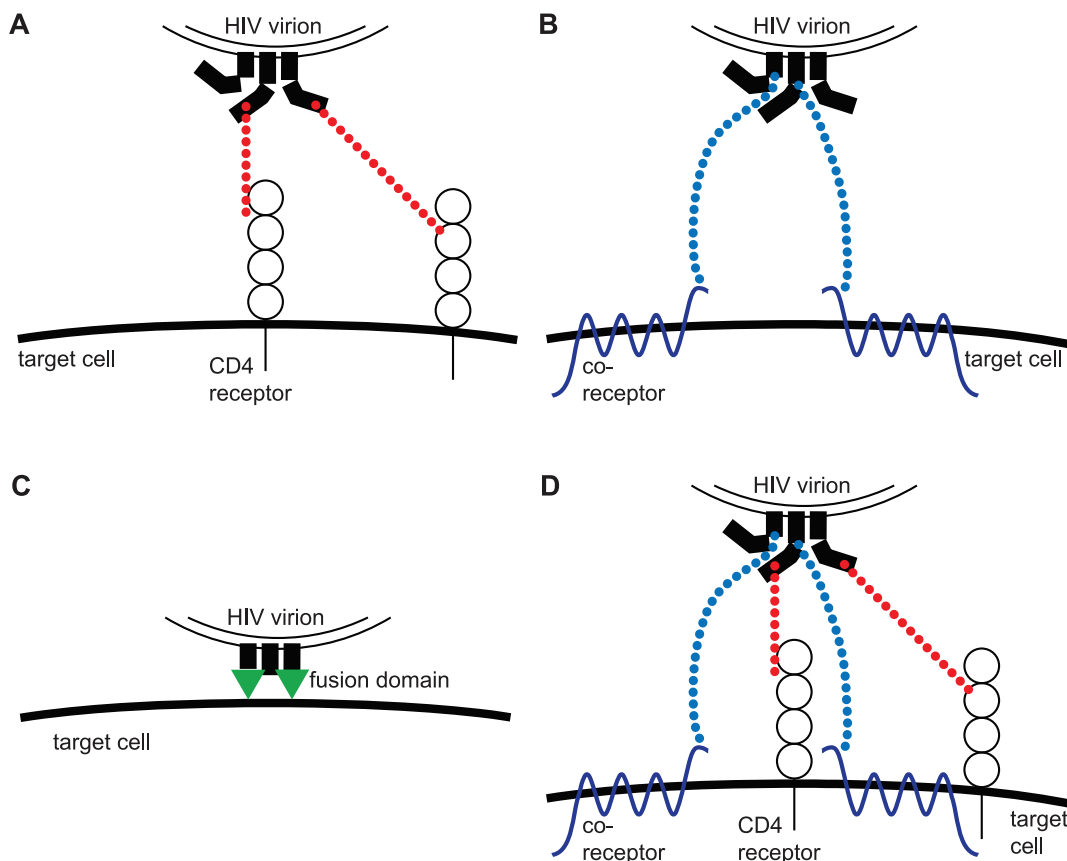 A
HIV virion
target cell
CD4
receptor
B
HIV virion
co-
receptor
target cell
C
HIV virion
fusion domain
target cell
D
HIV virion
co-
receptor
CD4
receptor
target
cell